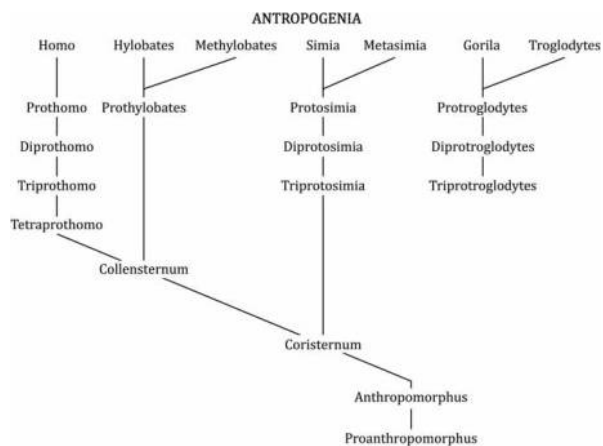 ANTROPOGENIA
Homo Hylobates Methylobates Simia Metasimia Gorila Troglodytes
Prothomo Prothylobates Protosimia Protroglodytes
Diprothomo Diprotosimia Diprotroglodytes
Triprothomo Triprotosimia Triprotroglodytes
Tetraprothomo
Collensternum
Coristernum
Anthropomorphus
Proanthropomorphus